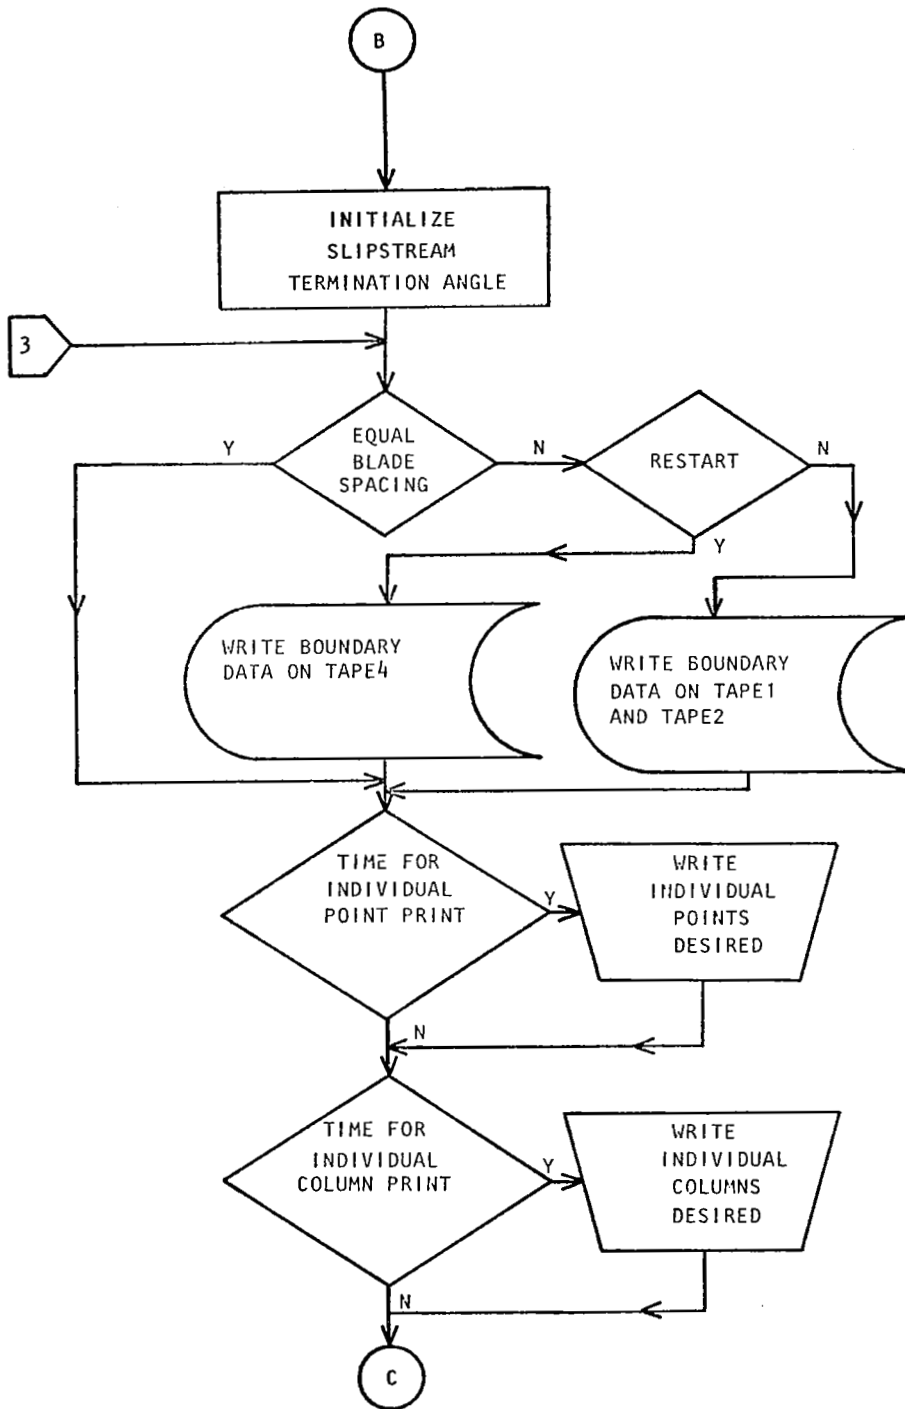 B
INITIALIZE
SLIPSTREAM
TERMINATION ANGLE
3
EQUAL
BLADE
SPACING
Y
N
RESTART
N
Y
WRITE BOUNDARY
DATA ON TAPE4
WRITE BOUNDARY
DATA ON TAPE1
AND TAPE2
TIME FOR
INDIVIDUAL
POINT PRINT
Y
WRITE
INDIVIDUAL
POINTS
DESIRED
N
TIME FOR
INDIVIDUAL
COLUMN PRINT
Y
WRITE
INDIVIDUAL
COLUMNS
DESIRED
N
C